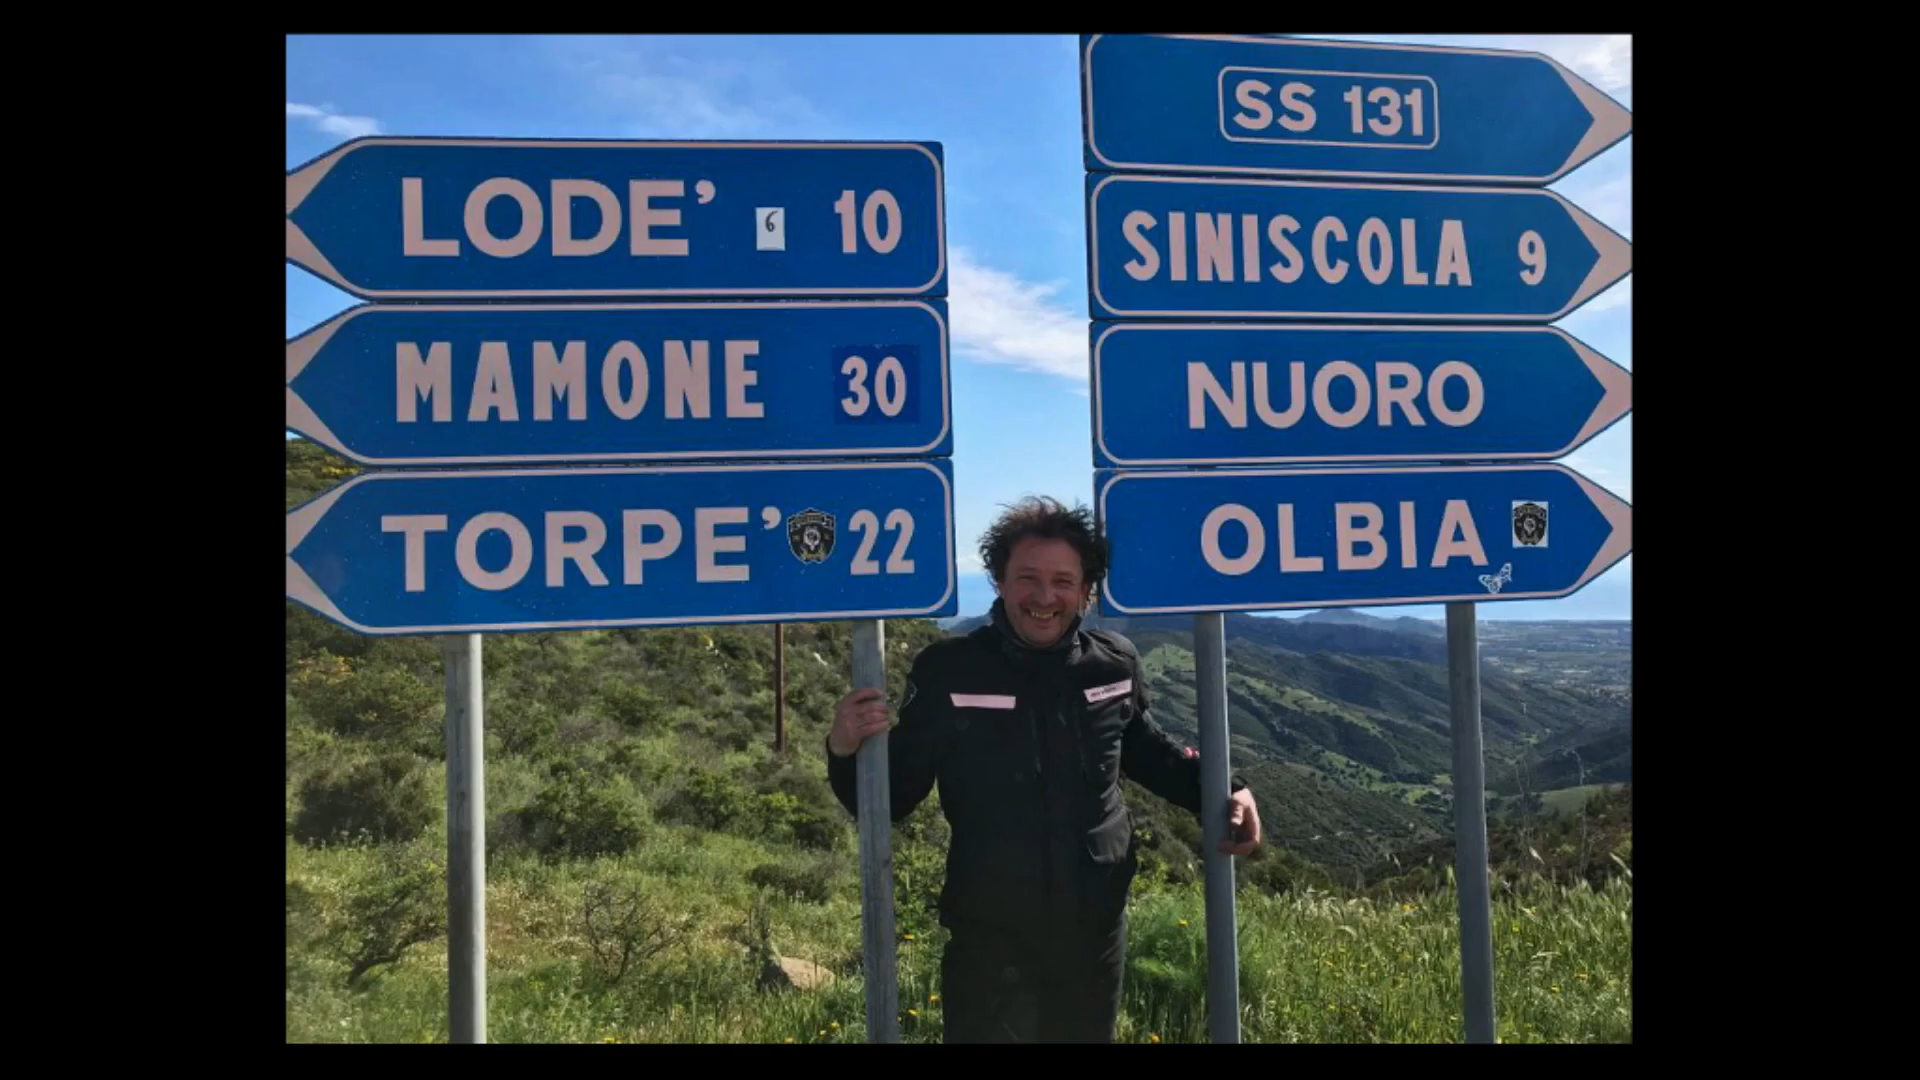 LODE' 6 10
MAMONE 30
TORPE' 22
SS 131
SINISCOLA 9
NUORO
OLBIA